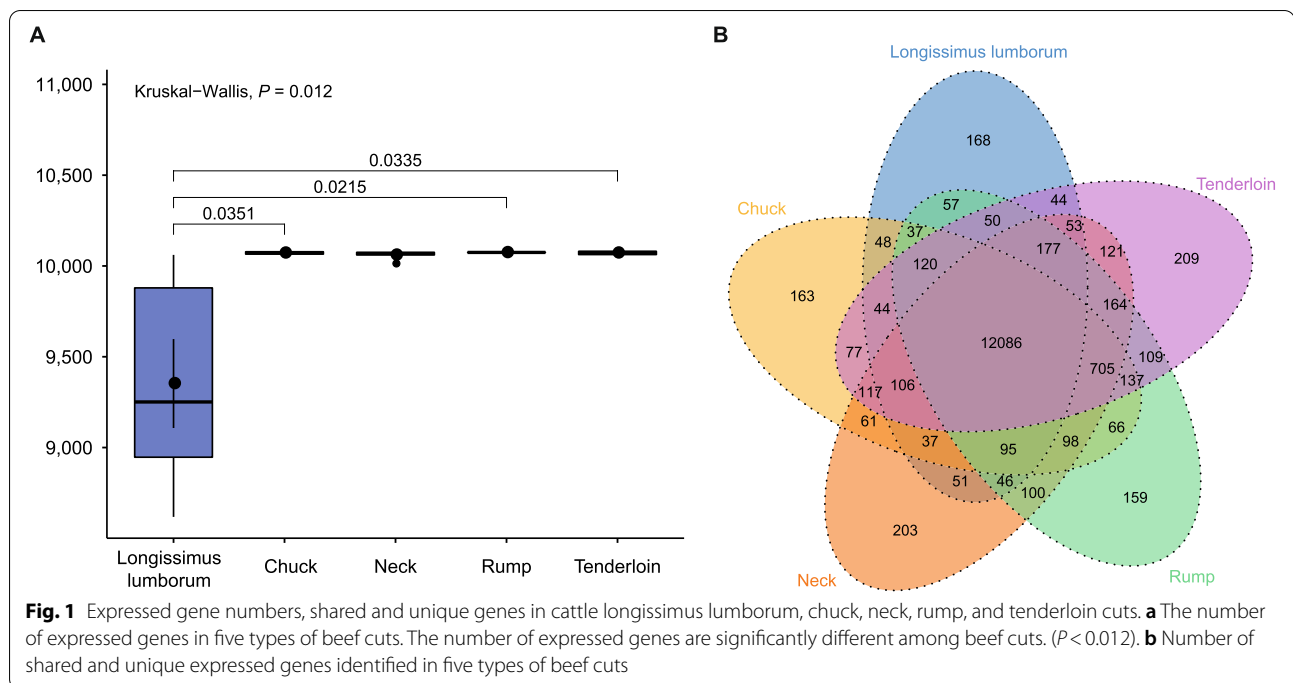 A
11,000
10,500
10,000
9,500
9,000
Kruskal−Wallis, P = 0.012
0.0335
0.0215
0.0351
Longissimus
lumborum
Chuck
Neck
Rump
Tenderloin
B
Longissimus lumborum
168
Tenderloin
44
57
50
53
Chuck
37
48
177
121
209
120
163
164
44
12086
77
109
705
137
106
117
61
66
37
98
95
51
46
100
159
203
Neck
Rump
Fig. 1 Expressed gene numbers, shared and unique genes in cattle longissimus lumborum, chuck, neck, rump, and tenderloin cuts. a The number
of expressed genes in five types of beef cuts. The number of expressed genes are significantly different among beef cuts. (P < 0.012). b Number of
shared and unique expressed genes identified in five types of beef cuts